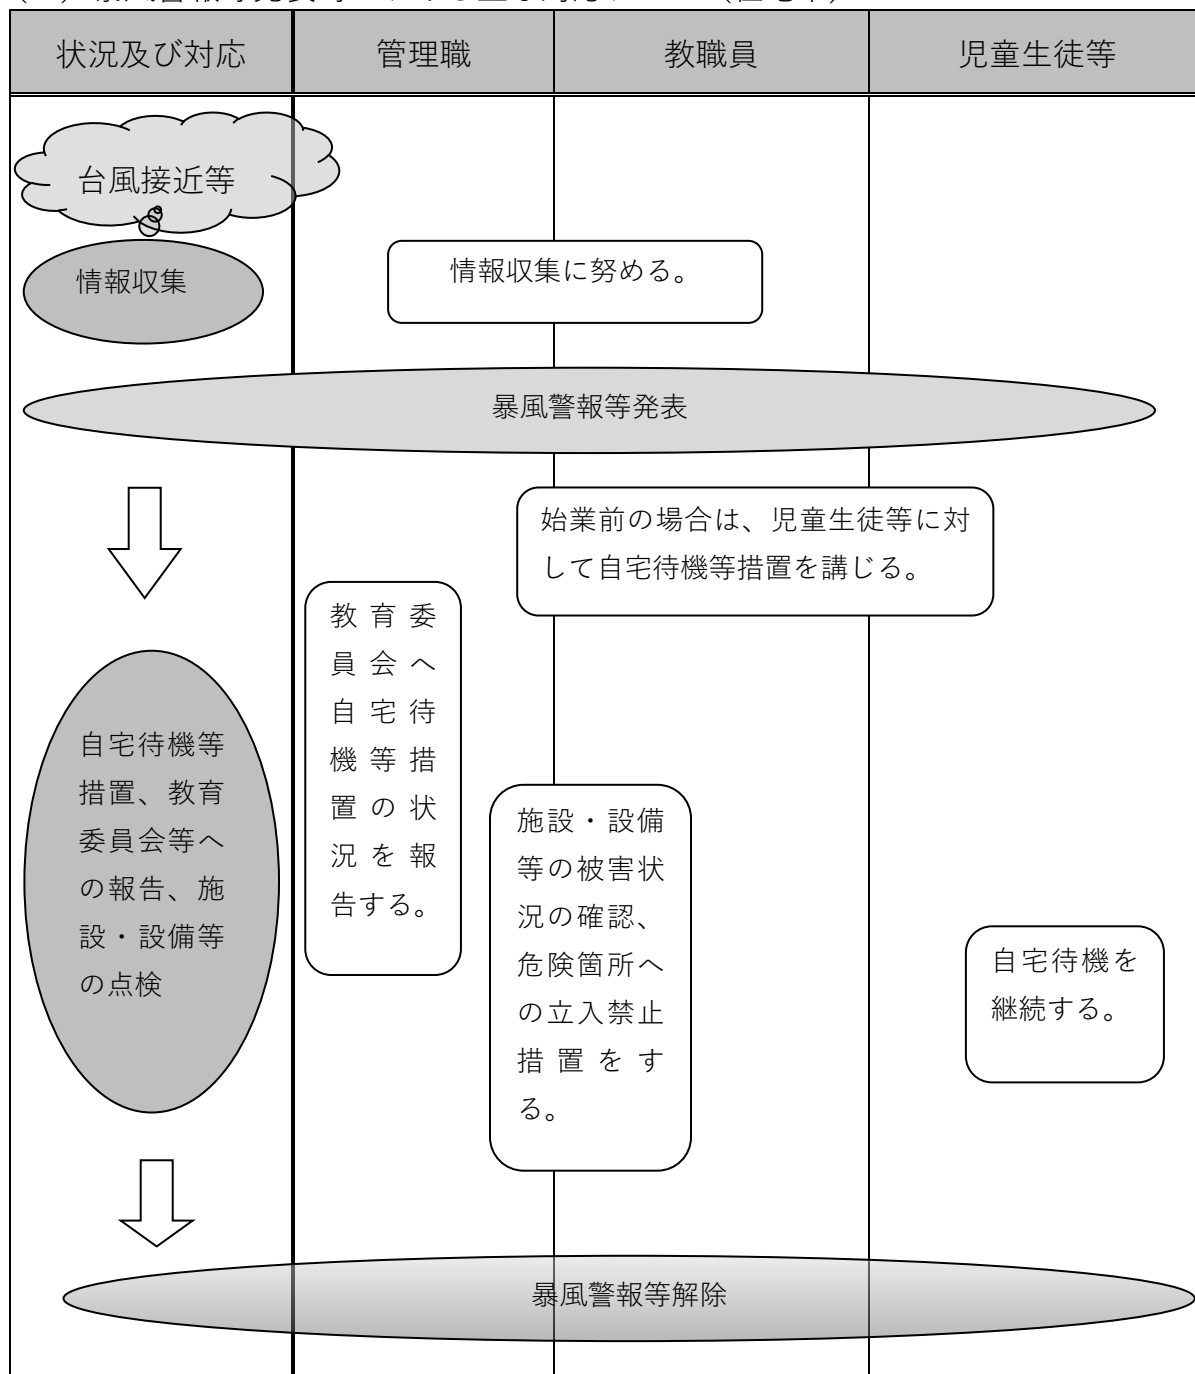 状況及び対応
管理職
教職員
児童生徒等
台風接近等
情報収集
情報収集に努める。
暴風警報等発表
始業前の場合は、児童生徒等に対
して自宅待機等措置を講じる。
教育委
員会へ
自宅待
機等措
置の状
況を報
告する。
自宅待機等
措置、教育
委員会等へ
の報告、施
設・設備等
の点検
施設・設備
等の被害状
況の確認、
危険箇所へ
の立入禁止
措置をす
る。
自宅待機を
継続する。
暴風警報等解除